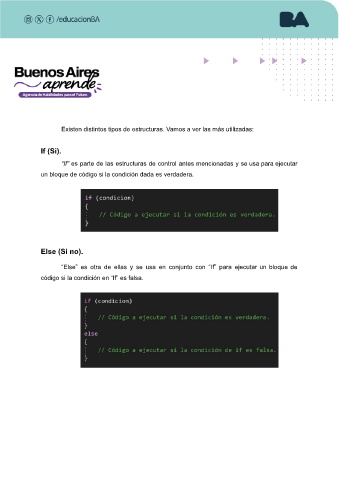 /educacionBA
BA
Buenos Aires
aprende
Agencia de Habilidades para el Futuro
Existen distintos tipos de estructuras. Vamos a ver las más utilizadas:
If (Si).
"If" es parte de las estructuras de control antes mencionadas y se usa para ejecutar
un bloque de código si la condición dada es verdadera.
if (condicion)
{
// Código a ejecutar si la condición es verdadera.
}
Else (Si no).
"Else" es otra de ellas y se usa en conjunto con "If" para ejecutar un bloque de
código si la condición en "If" es falsa.
if (condicion)
{
// Código a ejecutar si la condición es verdadera.
}
else
{
// Código a ejecutar si la condición de if es falsa.
}